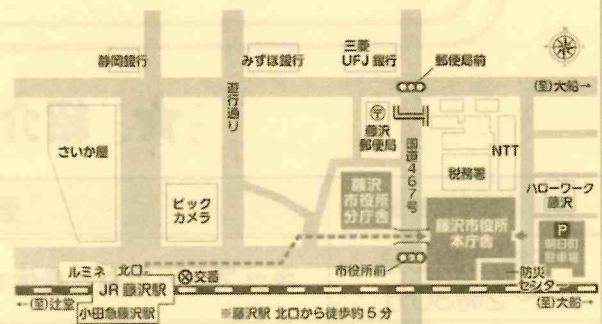 静岡銀行
みずほ銀行
三菱
UFJ 銀行
郵便局前
(至)大船→
遊行通り
さいか屋
藤沢
郵便局
国道467号
NTT
税務署
ビック
カメラ
藤沢
市役所
分庁舎
藤沢市役所
本庁舎
ハローワーク
藤沢
P
朝日町
駐車場
ルミネ 北口
交番
市役所前
防災
センター
←(至)辻堂
JR 藤沢駅
(至)大船→
小田急藤沢駅
※藤沢駅 北口から徒歩約5分